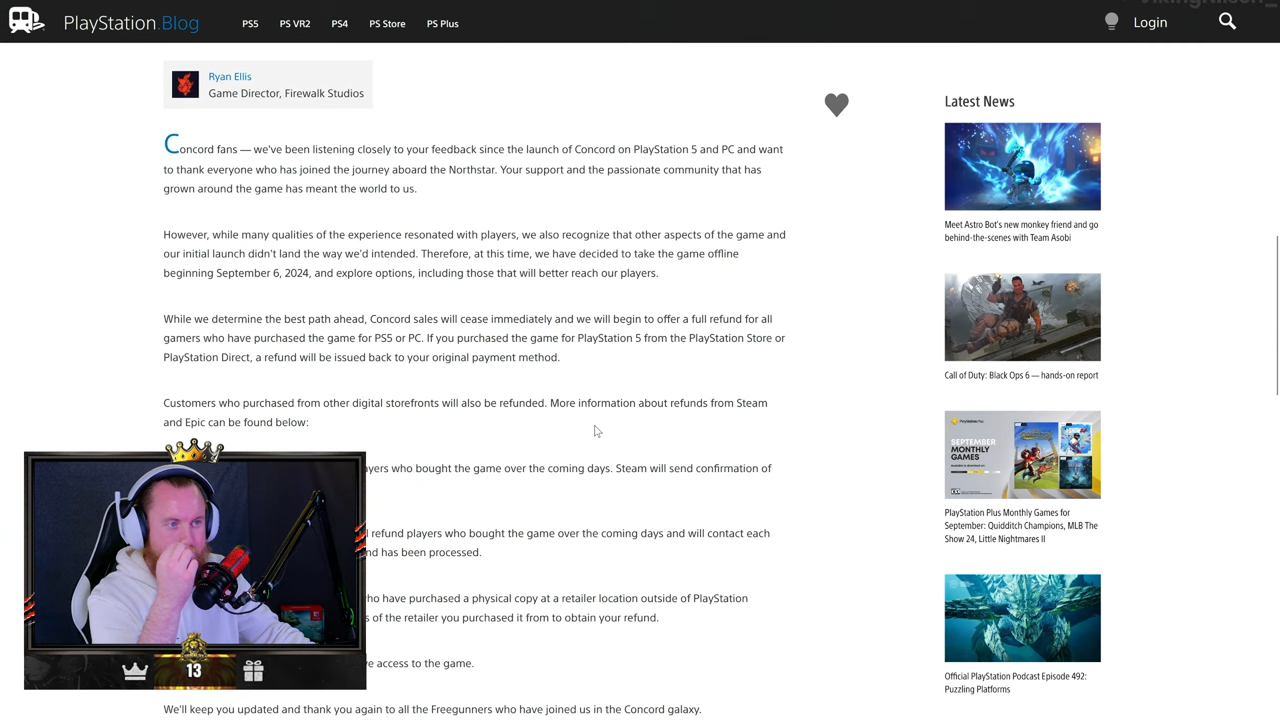 PlayStation.Blog
PS5
PS VR2
PS4
PS Store
PS Plus
Login
Ryan Ellis
Game Director, Firewalk Studios
Concord fans — we've been listening closely to your feedback since the launch of Concord on PlayStation 5 and PC and want
to thank everyone who has joined the journey aboard the Northstar. Your support and the passionate community that has
grown around the game has meant the world to us.
However, while many qualities of the experience resonated with players, we also recognize that other aspects of the game and
our initial launch didn't land the way we'd intended. Therefore, at this time, we have decided to take the game offline
beginning September 6, 2024, and explore options, including those that will better reach our players.
While we determine the best path ahead, Concord sales will cease immediately and we will begin to offer a full refund for all
gamers who have purchased the game for PS5 or PC. If you purchased the game for PlayStation 5 from the PlayStation Store or
PlayStation Direct, a refund will be issued back to your original payment method.
Customers who purchased from other digital storefronts will also be refunded. More information about refunds from Steam
and Epic can be found below:
ayers who bought the game over the coming days. Steam will send confirmation of
refund players who bought the game over the coming days and will contact each
nd has been processed.
ho have purchased a physical copy at a retailer location outside of PlayStation
s of the retailer you purchased it from to obtain your refund.
e access to the game.
We'll keep you updated and thank you again to all the Freegunners who have joined us in the Concord galaxy.
13
Latest News
Meet Astro Bot's new monkey friend and go
behind-the-scenes with Team Asobi
Call of Duty: Black Ops 6 — hands-on report
SEPTEMBER
MONTHLY
GAMES
PlayStation Plus Monthly Games for
September: Quidditch Champions, MLB The
Show 24, Little Nightmares II
Official PlayStation Podcast Episode 492:
Puzzling Platforms